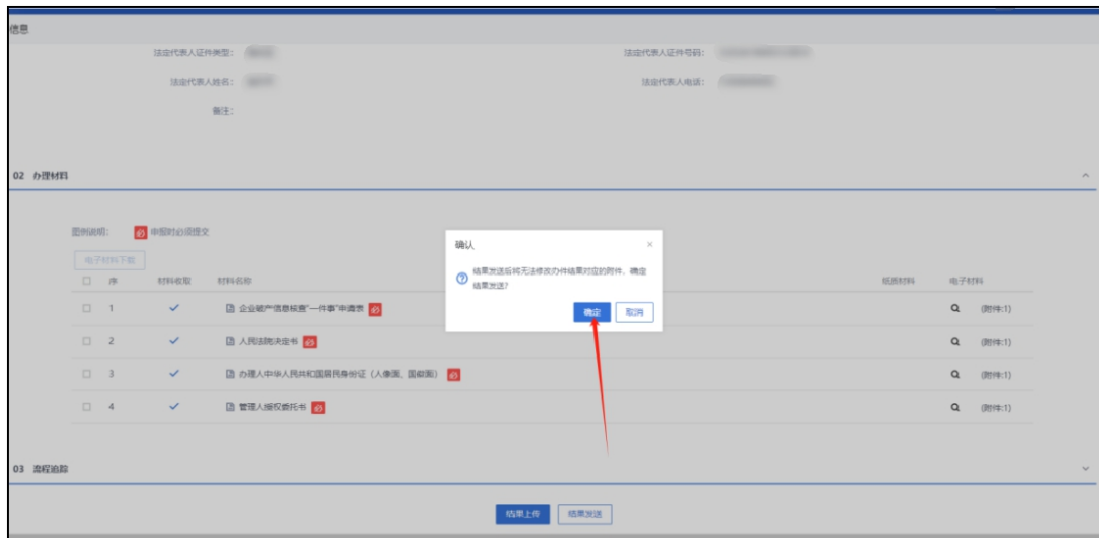 信息
法定代表人证件类型： 法定代表人证件号码：
法定代表人姓名： 法定代表人电话：
备注：
02 办理材料
图例说明： 必 申报时必须提交
电子材料下载
序 材料收取 材料名称 纸质材料 电子材料
1 企业破产信息核查“一件事”申请表 必 (附件:1)
2 人民法院决定书 必 (附件:1)
3 办理人中华人民共和国居民身份证（人像面、国徽面） 必 (附件:1)
4 管理人授权委托书 必 (附件:1)
确认
结果发送后将无法修改办件结果对应的附件，确定
结果发送?
确定 取消
03 流程追踪
结果上传 结果发送